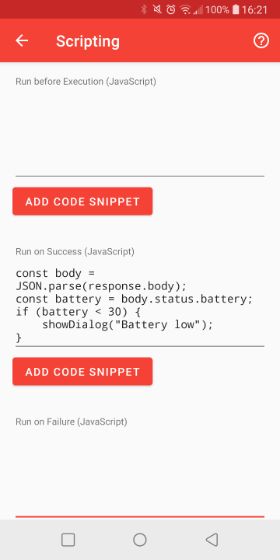 100% 16:21
Scripting
Run before Execution (JavaScript)
ADD CODE SNIPPET
Run on Success (JavaScript)
const body =
JSON.parse(response.body);
const battery = body.status.battery;
if (battery < 30) {
    showDialog("Battery low");
}
ADD CODE SNIPPET
Run on Failure (JavaScript)